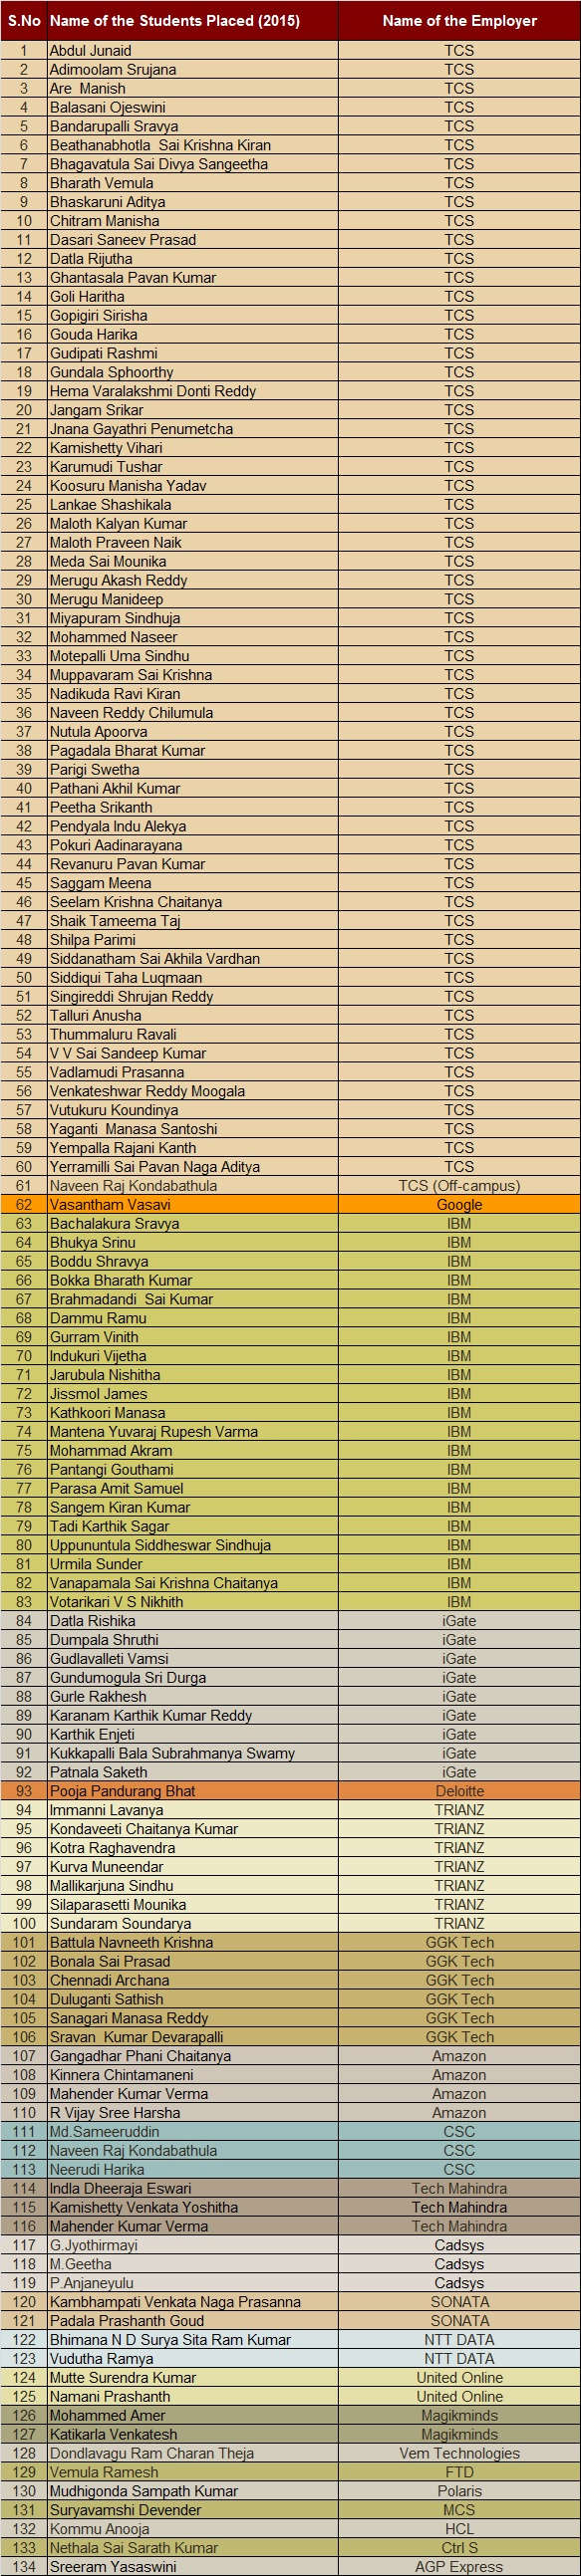 S.No Name of the Students Placed (2015) Name of the Employer
1 Abdul Junaid TCS
2 Adimoolam Srujana TCS
3 Are  Manish TCS
4 Balasani Ojeswini TCS
5 Bandarupalli Sravya TCS
6 Beathanabhotla  Sai Krishna Kiran TCS
7 Bhagavatula Sai Divya Sangeetha TCS
8 Bharath Vemula TCS
9 Bhaskaruni Aditya TCS
10 Chitram Manisha TCS
11 Dasari Saneev Prasad TCS
12 Datla Rijutha TCS
13 Ghantasala Pavan Kumar TCS
14 Goli Haritha TCS
15 Gopigiri Sirisha TCS
16 Gouda Harika TCS
17 Gudipati Rashmi TCS
18 Gundala Sphoorthy TCS
19 Hema Varalakshmi Donti Reddy TCS
20 Jangam Srikar TCS
21 Jnana Gayathri Penumetcha TCS
22 Kamishetty Vihari TCS
23 Karumudi Tushar TCS
24 Koosuru Manisha Yadav TCS
25 Lankae Shashikala TCS
26 Maloth Kalyan Kumar TCS
27 Maloth Praveen Naik TCS
28 Meda Sai Mounika TCS
29 Merugu Akash Reddy TCS
30 Merugu Manideep TCS
31 Miyapuram Sindhuja TCS
32 Mohammed Naseer TCS
33 Motepalli Uma Sindhu TCS
34 Muppavaram Sai Krishna TCS
35 Nadikuda Ravi Kiran TCS
36 Naveen Reddy Chilumula TCS
37 Nutula Apoorva TCS
38 Pagadala Bharat Kumar TCS
39 Parigi Swetha TCS
40 Pathani Akhil Kumar TCS
41 Peetha Srikanth TCS
42 Pendyala Indu Alekya TCS
43 Pokuri Aadinarayana TCS
44 Revanuru Pavan Kumar TCS
45 Saggam Meena TCS
46 Seelam Krishna Chaitanya TCS
47 Shaik Tameema Taj TCS
48 Shilpa Parimi TCS
49 Siddanatham Sai Akhila Vardhan TCS
50 Siddiqui Taha Luqmaan TCS
51 Singireddi Shrujan Reddy TCS
52 Talluri Anusha TCS
53 Thummaluru Ravali TCS
54 V V Sai Sandeep Kumar TCS
55 Vadlamudi Prasanna TCS
56 Venkateshwar Reddy Moogala TCS
57 Vutukuru Koundinya TCS
58 Yaganti  Manasa Santoshi TCS
59 Yempalla Rajani Kanth TCS
60 Yerramilli Sai Pavan Naga Aditya TCS
61 Naveen Raj Kondabathula TCS (Off-campus)
62 Vasantham Vasavi Google
63 Bachalakura Sravya IBM
64 Bhukya Srinu IBM
65 Boddu Shravya IBM
66 Bokka Bharath Kumar IBM
67 Brahmadandi  Sai Kumar IBM
68 Dammu Ramu IBM
69 Gurram Vinith IBM
70 Indukuri Vijetha IBM
71 Jarubula Nishitha IBM
72 Jissmol James IBM
73 Kathkoori Manasa IBM
74 Mantena Yuvaraj Rupesh Varma IBM
75 Mohammad Akram IBM
76 Pantangi Gouthami IBM
77 Parasa Amit Samuel IBM
78 Sangem Kiran Kumar IBM
79 Tadi Karthik Sagar IBM
80 Uppununtula Siddheswar Sindhuja IBM
81 Urmila Sunder IBM
82 Vanapamala Sai Krishna Chaitanya IBM
83 Votarikari V S Nikhith IBM
84 Datla Rishika iGate
85 Dumpala Shruthi iGate
86 Gudlavalleti Vamsi iGate
87 Gundumogula Sri Durga iGate
88 Gurle Rakhesh iGate
89 Karanam Karthik Kumar Reddy iGate
90 Karthik Enjeti iGate
91 Kukkapalli Bala Subrahmanya Swamy iGate
92 Patnala Saketh iGate
93 Pooja Pandurang Bhat Deloitte
94 Immanni Lavanya TRIANZ
95 Kondaveeti Chaitanya Kumar TRIANZ
96 Kotra Raghavendra TRIANZ
97 Kurva Muneendar TRIANZ
98 Mallikarjuna Sindhu TRIANZ
99 Silaparasetti Mounika TRIANZ
100 Sundaram Soundarya TRIANZ
101 Battula Navneeth Krishna GGK Tech
102 Bonala Sai Prasad GGK Tech
103 Chennadi Archana GGK Tech
104 Duluganti Sathish GGK Tech
105 Sanagari Manasa Reddy GGK Tech
106 Sravan  Kumar Devarapalli GGK Tech
107 Gangadhar Phani Chaitanya Amazon
108 Kinnera Chintamaneni Amazon
109 Mahender Kumar Verma Amazon
110 R Vijay Sree Harsha Amazon
111 Md.Sameeruddin CSC
112 Naveen Raj Kondabathula CSC
113 Neerudi Harika CSC
114 Indla Dheeraja Eswari Tech Mahindra
115 Kamishetty Venkata Yoshitha Tech Mahindra
116 Mahender Kumar Verma Tech Mahindra
117 G.Jyothirmayi Cadsys
118 M.Geetha Cadsys
119 P.Anjaneyulu Cadsys
120 Kambhampati Venkata Naga Prasanna SONATA
121 Padala Prashanth Goud SONATA
122 Bhimana N D Surya Sita Ram Kumar NTT DATA
123 Vudutha Ramya NTT DATA
124 Mutte Surendra Kumar United Online
125 Namani Prashanth United Online
126 Mohammed Amer Magikminds
127 Katikarla Venkatesh Magikminds
128 Dondlavagu Ram Charan Theja Vem Technologies
129 Vemula Ramesh FTD
130 Mudhigonda Sampath Kumar Polaris
131 Suryavamshi Devender MCS
132 Kommu Anooja HCL
133 Nethala Sai Sarath Kumar Ctrl S
134 Sreeram Yasaswini AGP Express